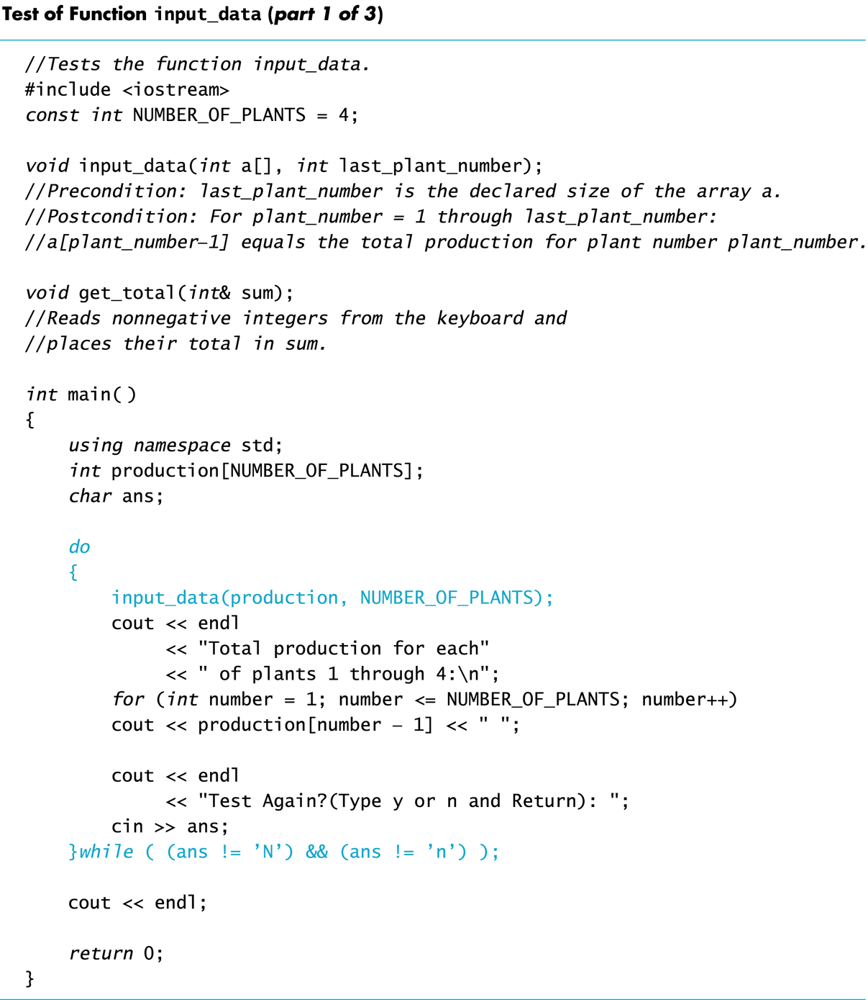 Test of Function input_data (part 1 of 3)
//Tests the function input_data.
#include <iostream>
const int NUMBER_OF_PLANTS = 4;
void input_data(int a[], int last_plant_number);
//Precondition: last_plant_number is the declared size of the array a.
//Postcondition: For plant_number = 1 through last_plant_number:
//a[plant_number–1] equals the total production for plant number plant_number.
void get_total(int& sum);
//Reads nonnegative integers from the keyboard and
//places their total in sum.
int main( )
{
    using namespace std;
    int production[NUMBER_OF_PLANTS];
    char ans;
    do
    {
        input_data(production, NUMBER_OF_PLANTS);
        cout << endl
             << "Total production for each"
             << " of plants 1 through 4:\n";
        for (int number = 1; number <= NUMBER_OF_PLANTS; number++)
        cout << production[number – 1] << " ";
        cout << endl
             << "Test Again?(Type y or n and Return): ";
        cin >> ans;
    }while ( (ans != ’N’) && (ans != ’n’) );
    cout << endl;
    return 0;
}